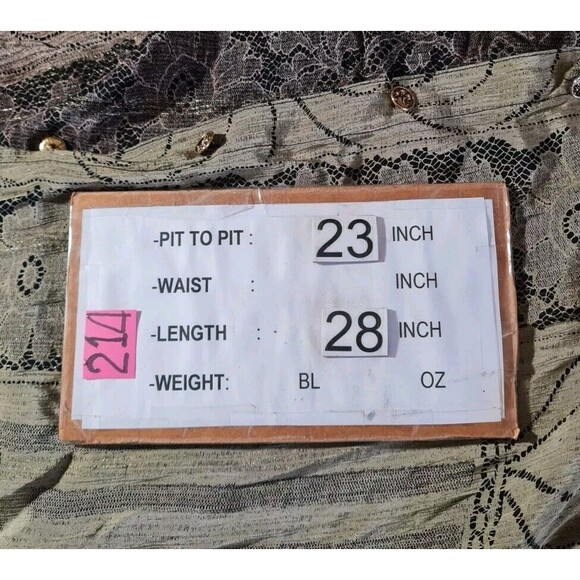 -PIT TO PIT : 23 INCH
-WAIST : INCH
-LENGTH : 28 INCH
-WEIGHT: BL OZ
214